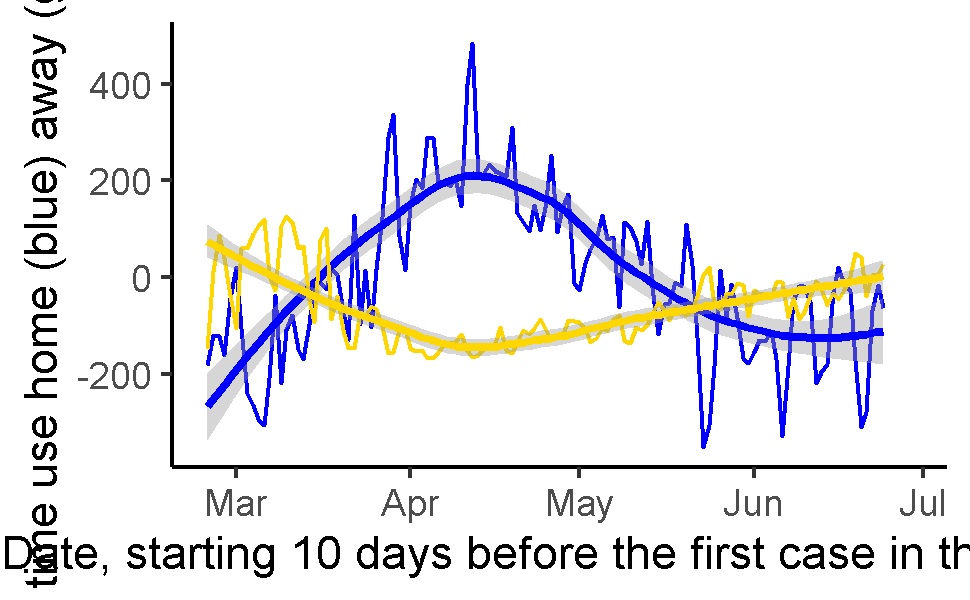 time use home (blue) away (
400
200
0
-200
Mar Apr May Jun Jul
Date, starting 10 days before the first case in th